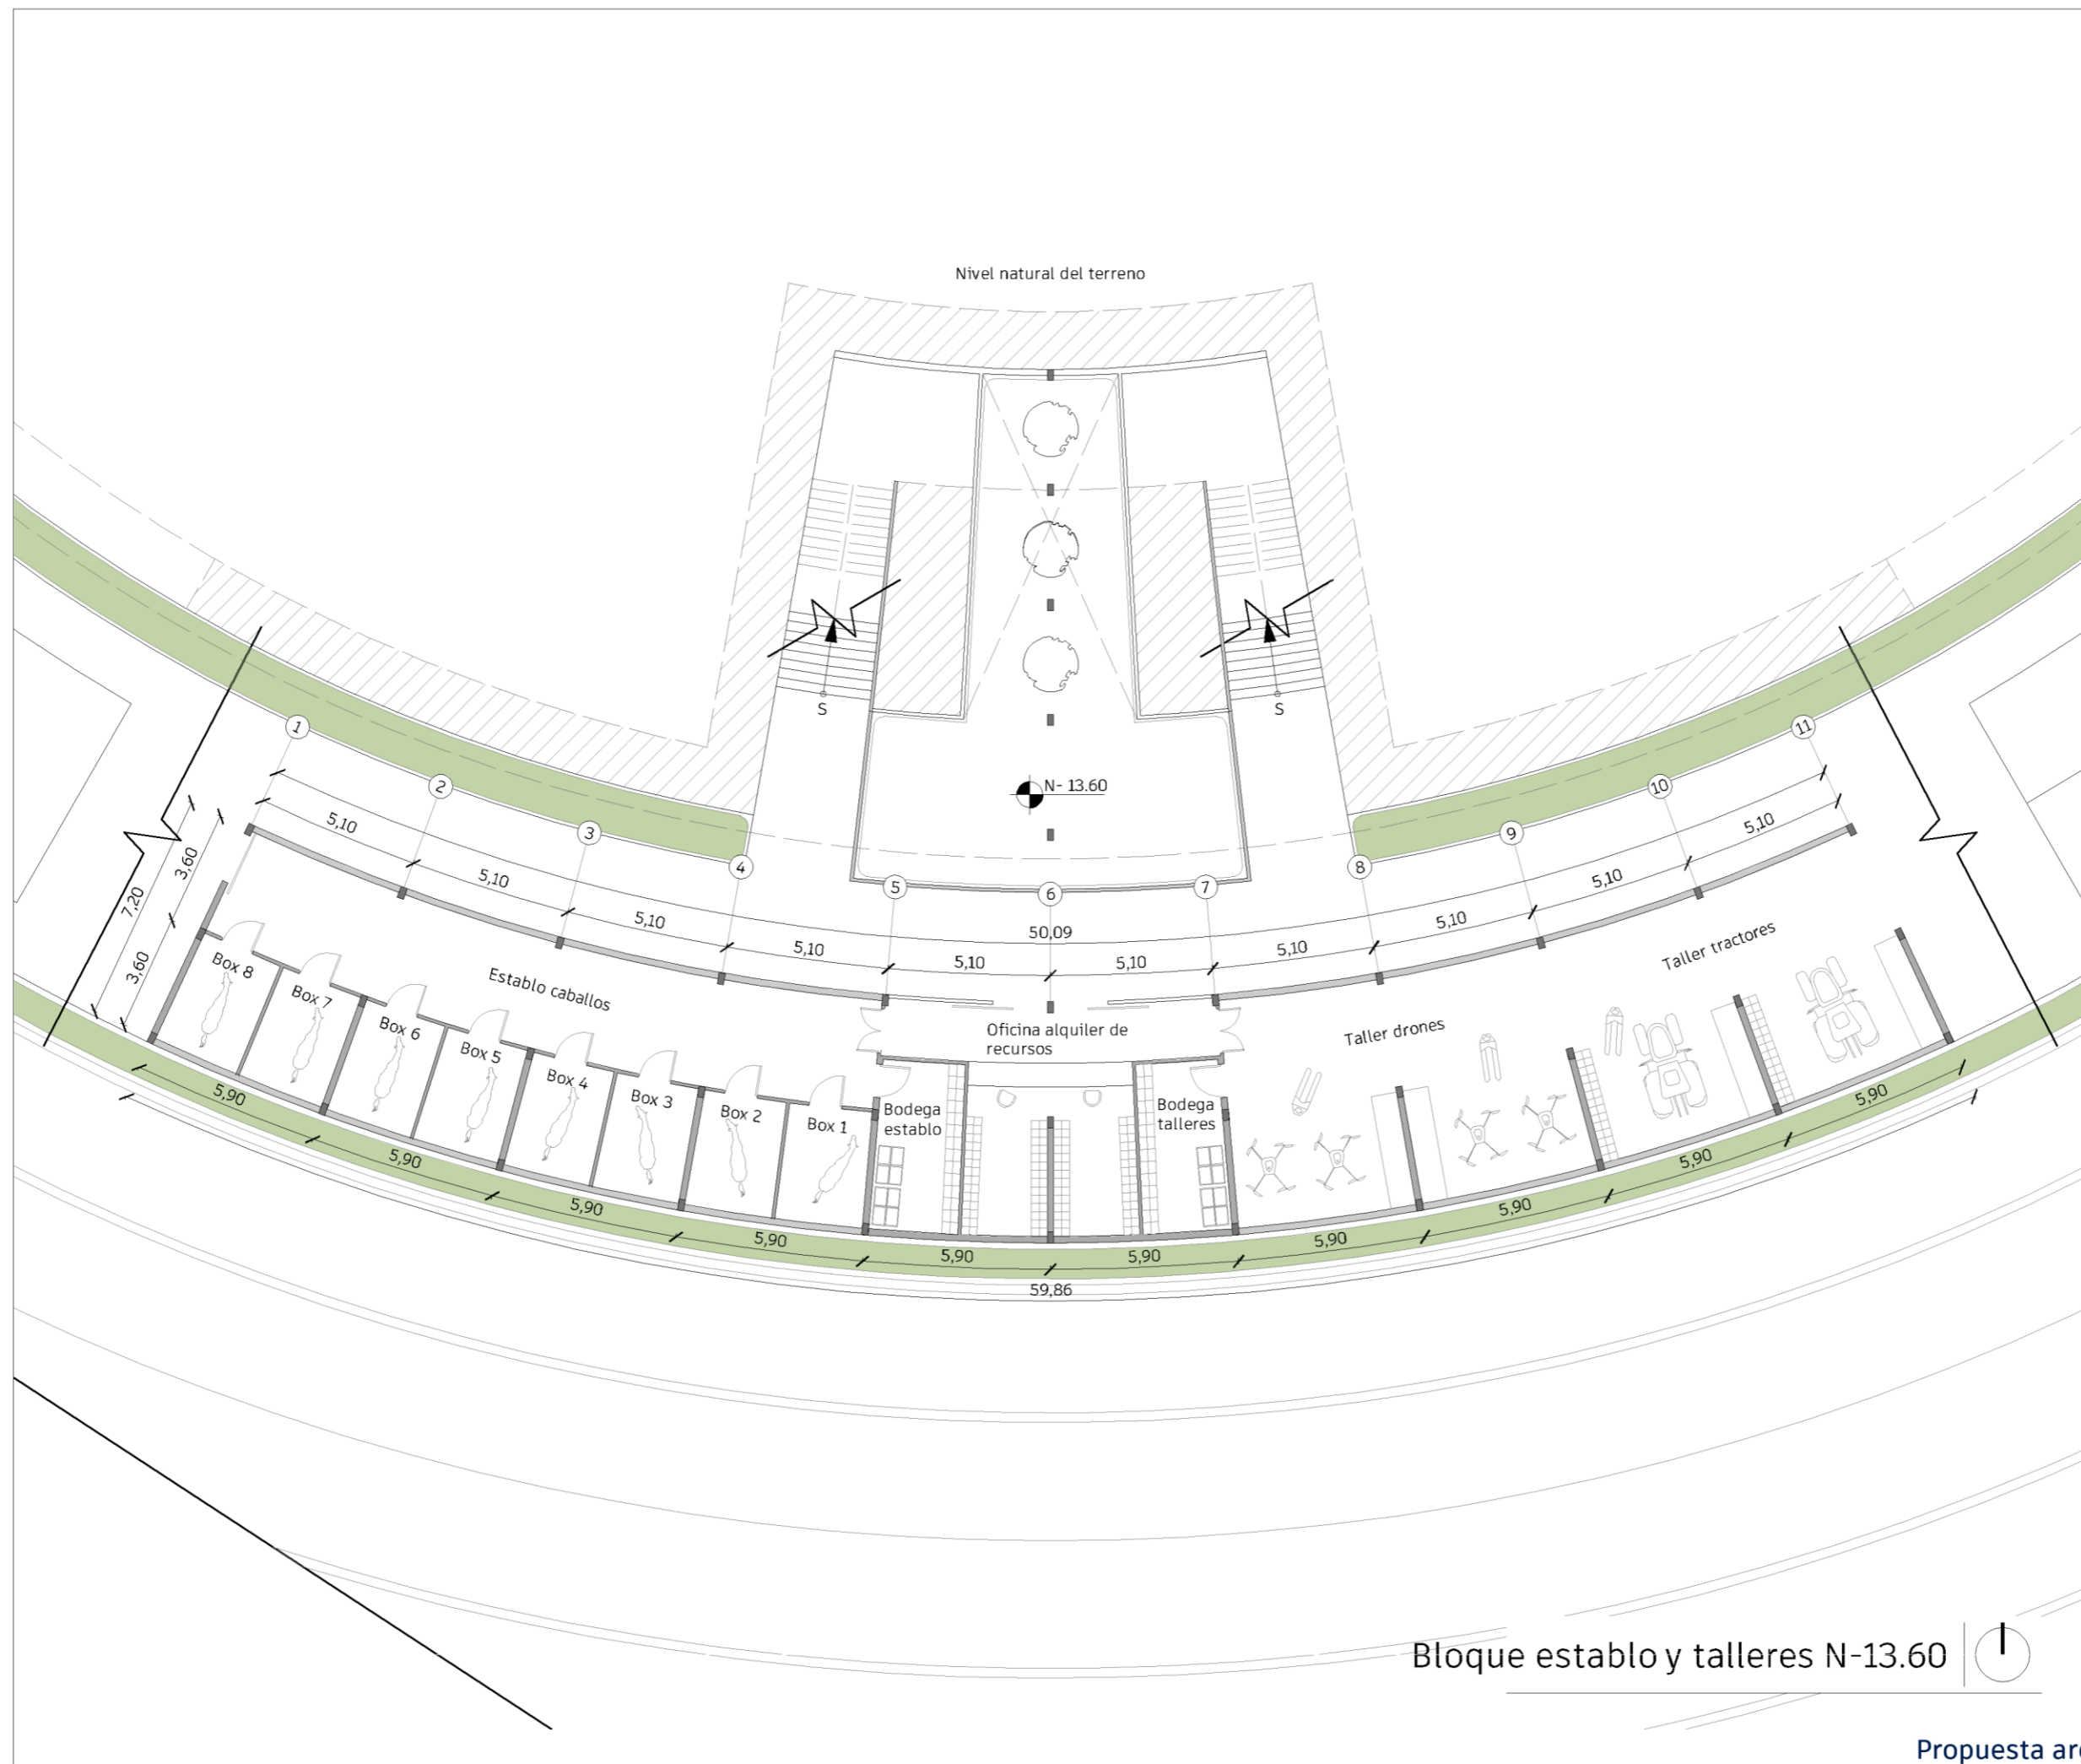 Nivel natural del terreno
S
S
1
2
3
4
5
6
7
8
9
10
11
N- 13.60
5,10
5,10
5,10
5,10
5,10
5,10
5,10
5,10
5,10
5,10
50,09
7,20
3,60
3,60
Establo caballos
Box 8
Box 7
Box 6
Box 5
Box 4
Box 3
Box 2
Box 1
Oficina alquiler de
recursos
Bodega
establo
Bodega
talleres
Taller drones
Taller tractores
5,90
5,90
5,90
5,90
5,90
5,90
5,90
5,90
5,90
5,90
59,86
Bloque establo y talleres N-13.60
Propuesta